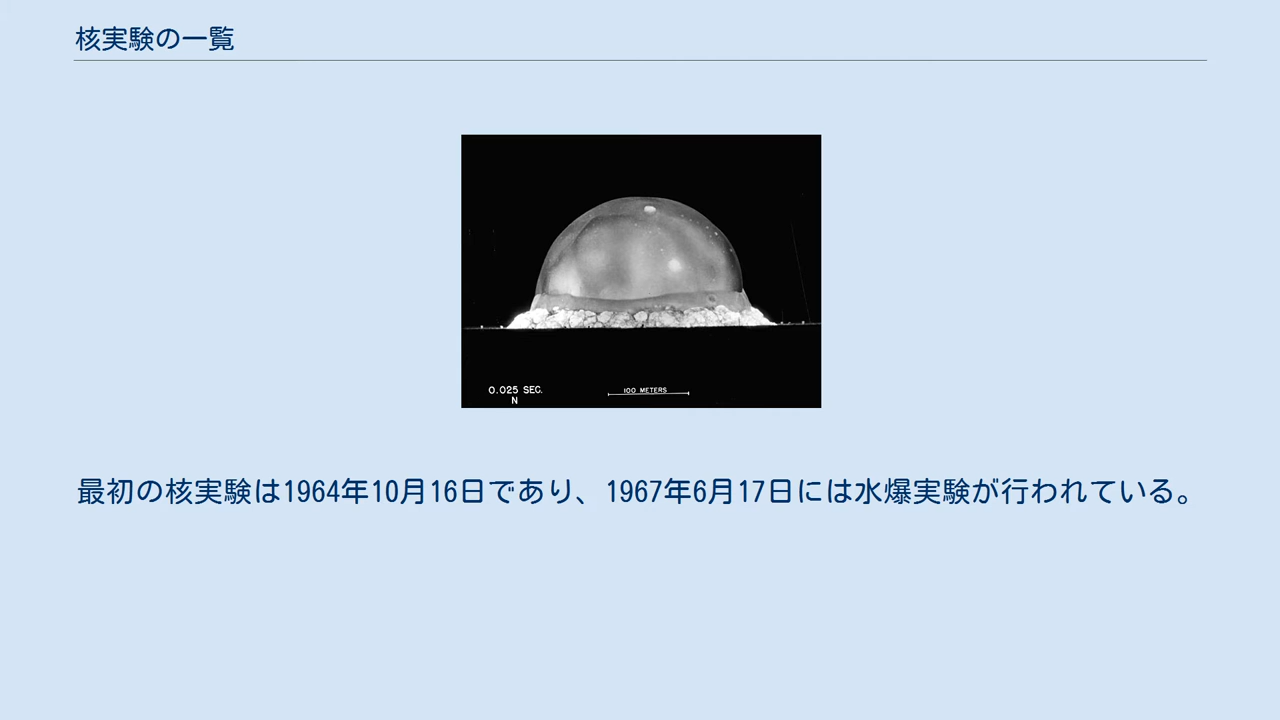 核実験の一覧
0.025 SEC.
N
100 METERS
最初の核実験は1964年10月16日であり、1967年6月17日には水爆実験が行われている。